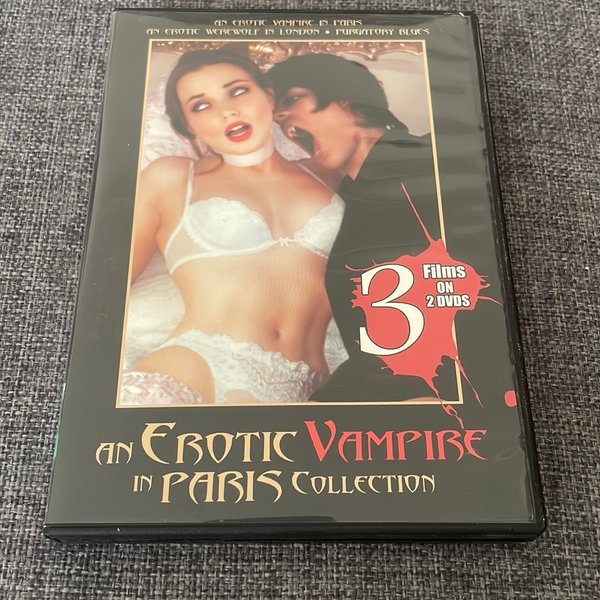 AN EROTIC VAMPIRE IN PARIS
AN EROTIC WEREWOLF IN LONDON • PURGATORY BLUES
3 Films
ON
2 DVDS
AN EROTIC VAMPIRE
IN PARIS COLLECTION